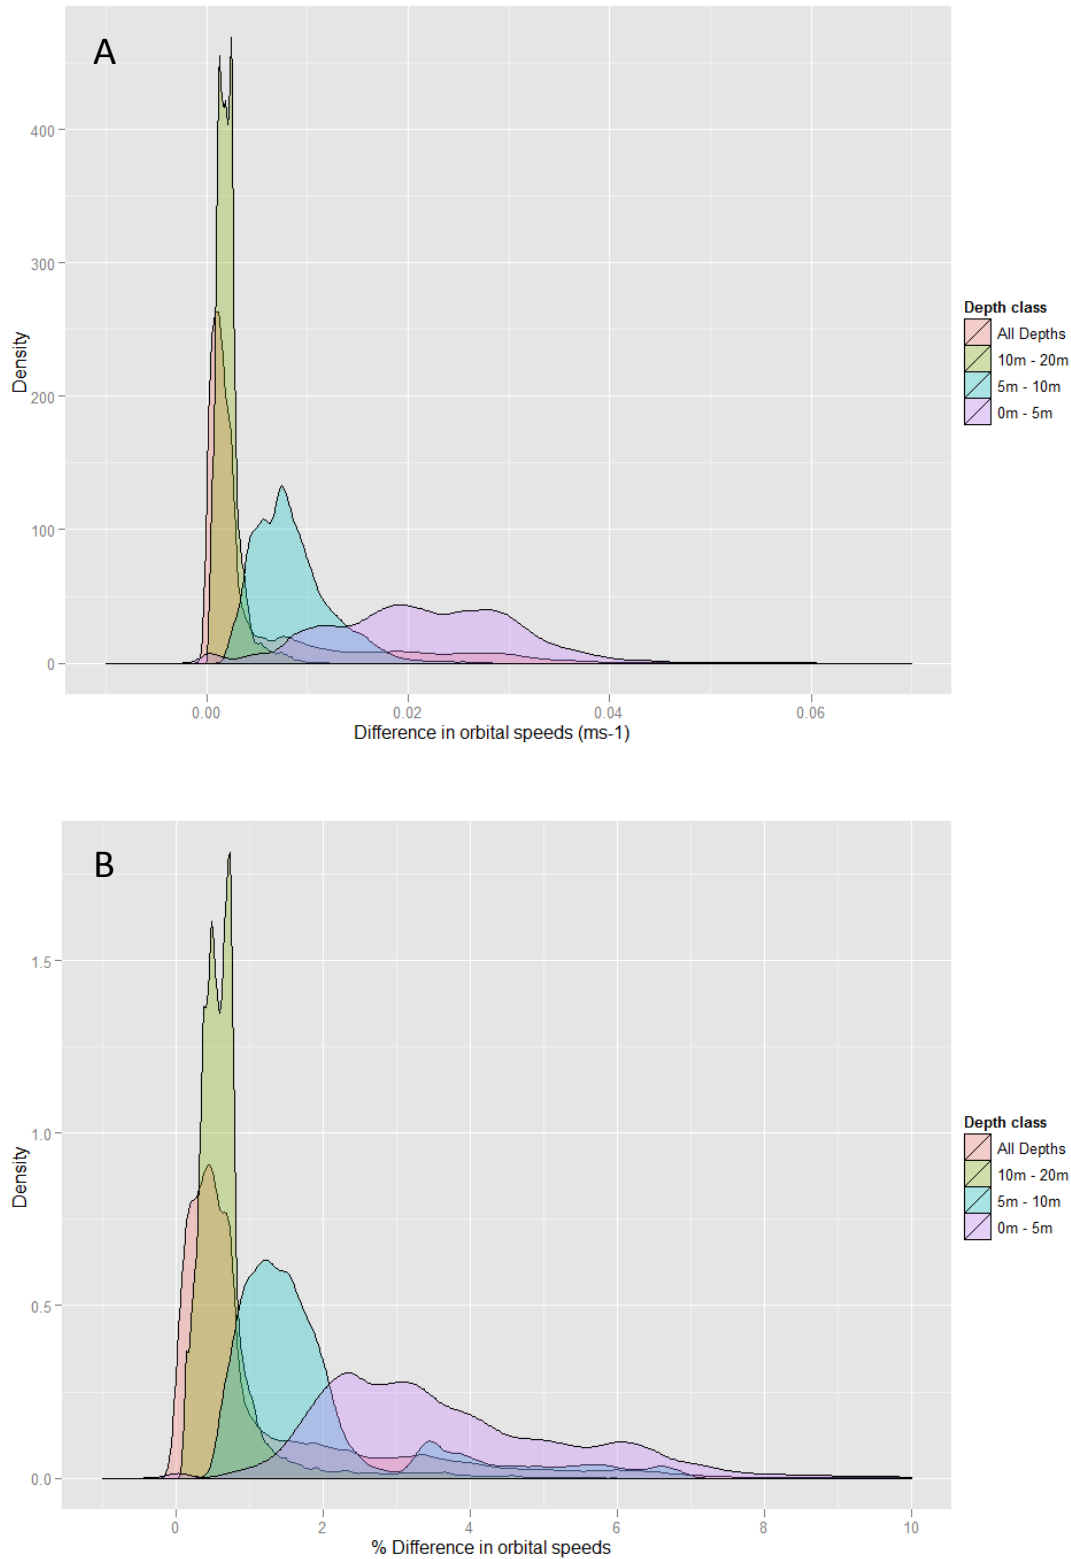 A
400
300
200
100
0
Density
0.00 0.02 0.04 0.06
Difference in orbital speeds (ms-1)
Depth class
All Depths
10m - 20m
5m - 10m
0m - 5m
B
1.5
1.0
0.5
0.0
Density
0 2 4 6 8 10
% Difference in orbital speeds
Depth class
All Depths
10m - 20m
5m - 10m
0m - 5m